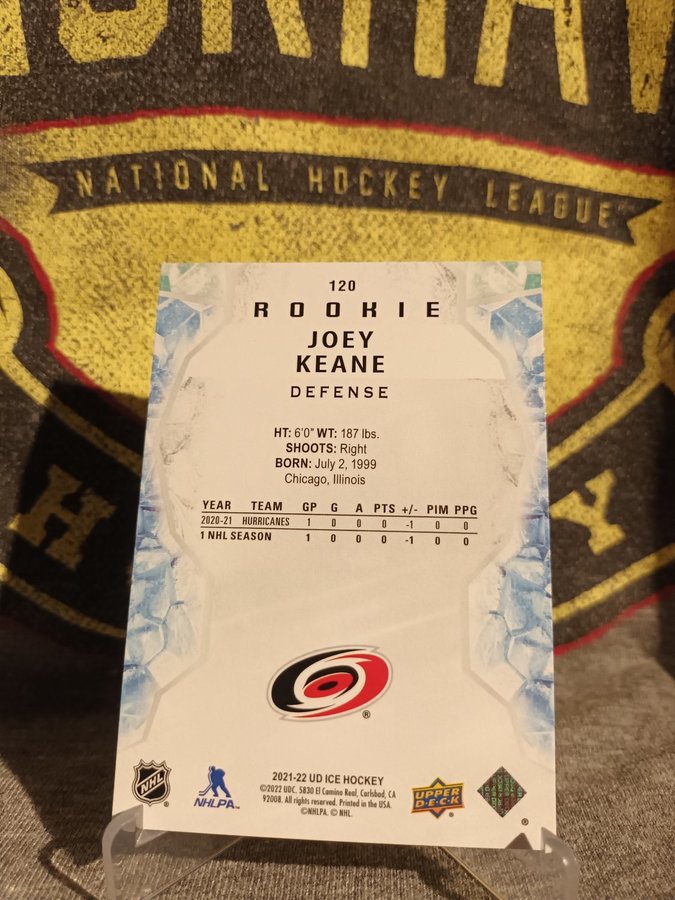 NATIONAL HOCKEY LEAGUE
120
ROOKIE
JOEY
KEANE
DEFENSE
HT: 6'0" WT: 187 lbs.
SHOOTS: Right
BORN: July 2, 1999
Chicago, Illinois
YEAR TEAM GP G A PTS +/- PIM PPG
2020-21 HURRICANES 1 0 0 0 -1 0 0
1 NHL SEASON 1 0 0 0 -1 0 0
®
NHL
®
NHLPA™
2021-22 UD ICE HOCKEY
©2022 UDC. 5830 El Camino Real, Carlsbad, CA
92008. All rights reserved. Printed in the USA.
©NHLPA. © NHL.
UPPER
DECK
®
®
H
Y